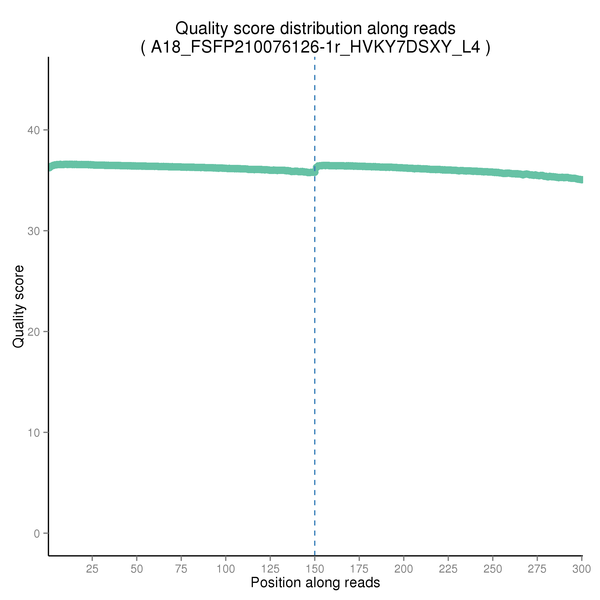 Quality score distribution along reads
( A18_FSFP210076126-1r_HVKY7DSXY_L4 )
Quality score
40
30
20
10
0
25 50 75 100 125 150 175 200 225 250 275 300
Position along reads